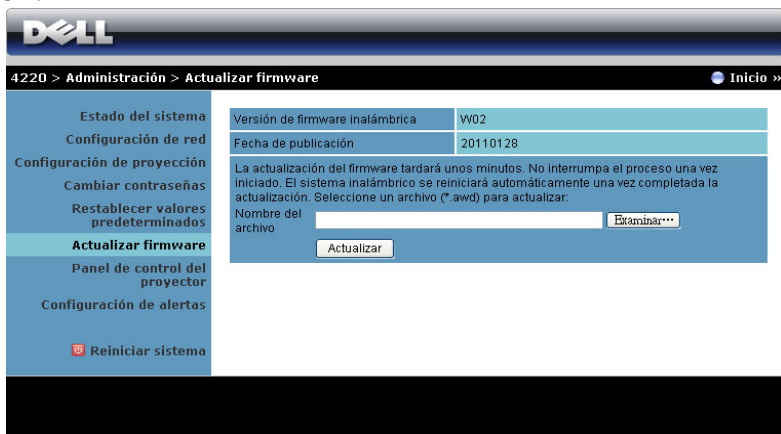 DELL
4220 > Administración > Actualizar firmware
Inicio »
Estado del sistema
Configuración de red
Configuración de proyección
Cambiar contraseñas
Restablecer valores
predeterminados
Actualizar firmware
Panel de control del
proyector
Configuración de alertas
Reiniciar sistema
Versión de firmware inalámbrica W02
Fecha de publicación 20110128
La actualización del firmware tardará unos minutos. No interrumpa el proceso una vez
iniciado. El sistema inalámbrico se reiniciará automáticamente una vez completada la
actualización. Seleccione un archivo (*.awd) para actualizar:
Nombre del
archivo
Examinar···
Actualizar